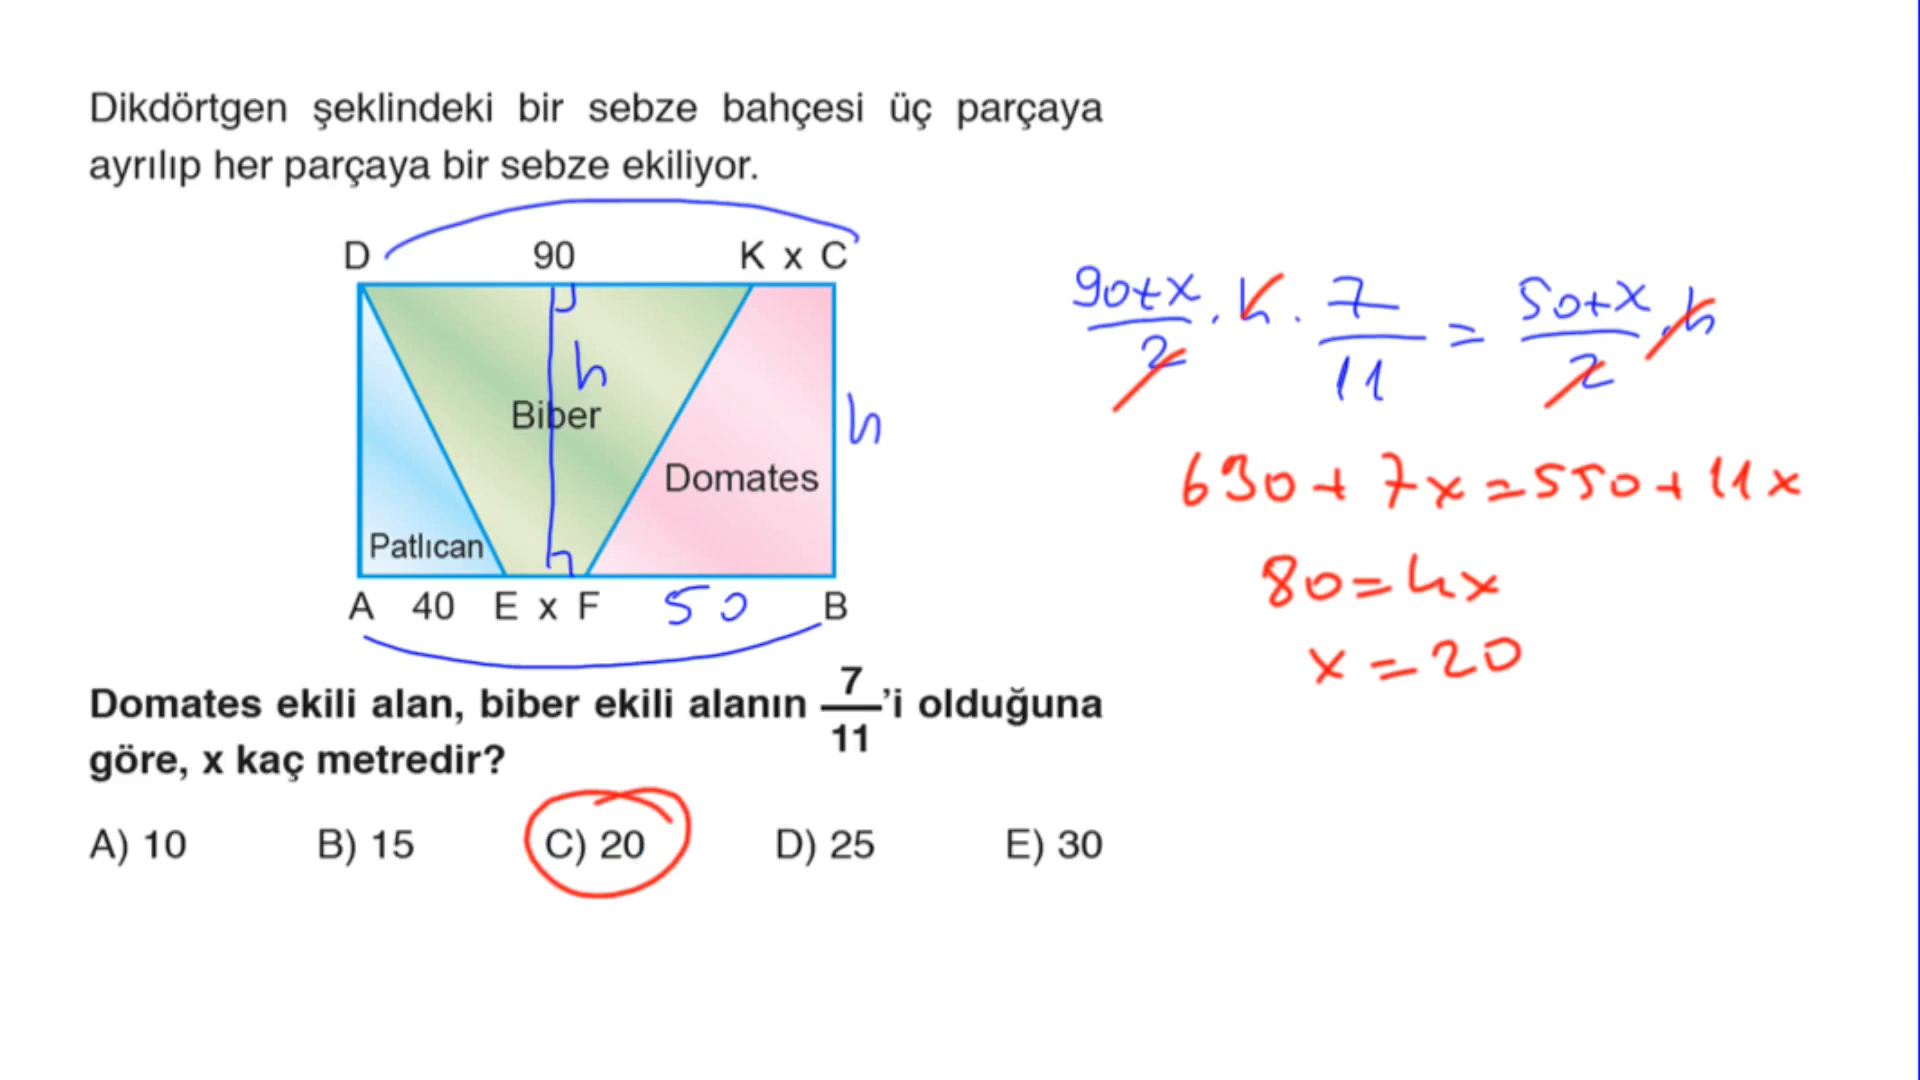 Dikdörtgen şeklindeki bir sebze bahçesi üç parçaya
ayrılıp her parçaya bir sebze ekiliyor.
D 90 K x C
h
Biber
h
Domates
Patlıcan
A 40 E x F 50 B
Domates ekili alan, biber ekili alanın 7/11'i olduğuna
göre, x kaç metredir?
A) 10 B) 15 C) 20 D) 25 E) 30
90+x/2 . h . 7/11 = 50+x/2 . h
630+7x=550+11x
80=4x
x=20